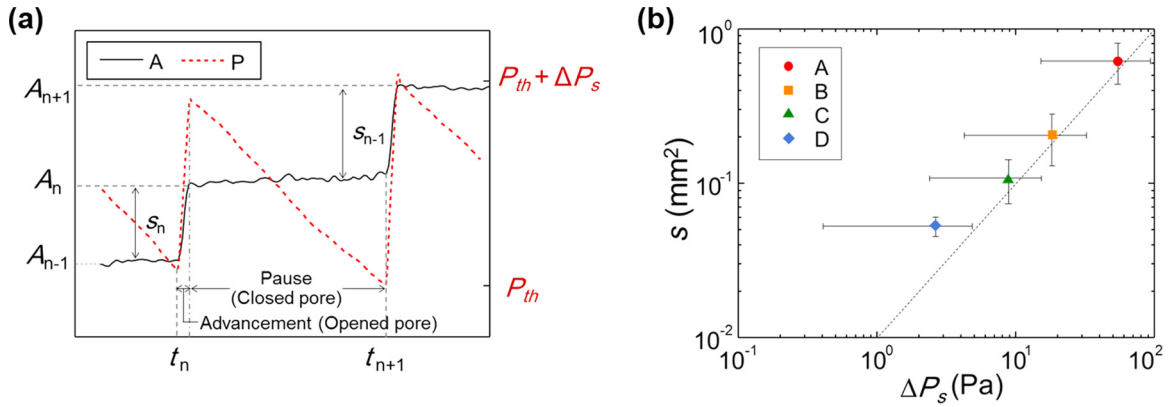 (a)
A P
A_{n+1}
A_n
A_{n-1}
s_n
s_{n-1}
P_{th} + ΔP_s
P_{th}
Pause
(Closed pore)
Advancement (Opened pore)
t_n
t_{n+1}
(b)
10^0
10^{-1}
10^{-2}
s (mm^2)
A
B
C
D
10^{-1} 10^0 10^1 10^2
ΔP_s (Pa)